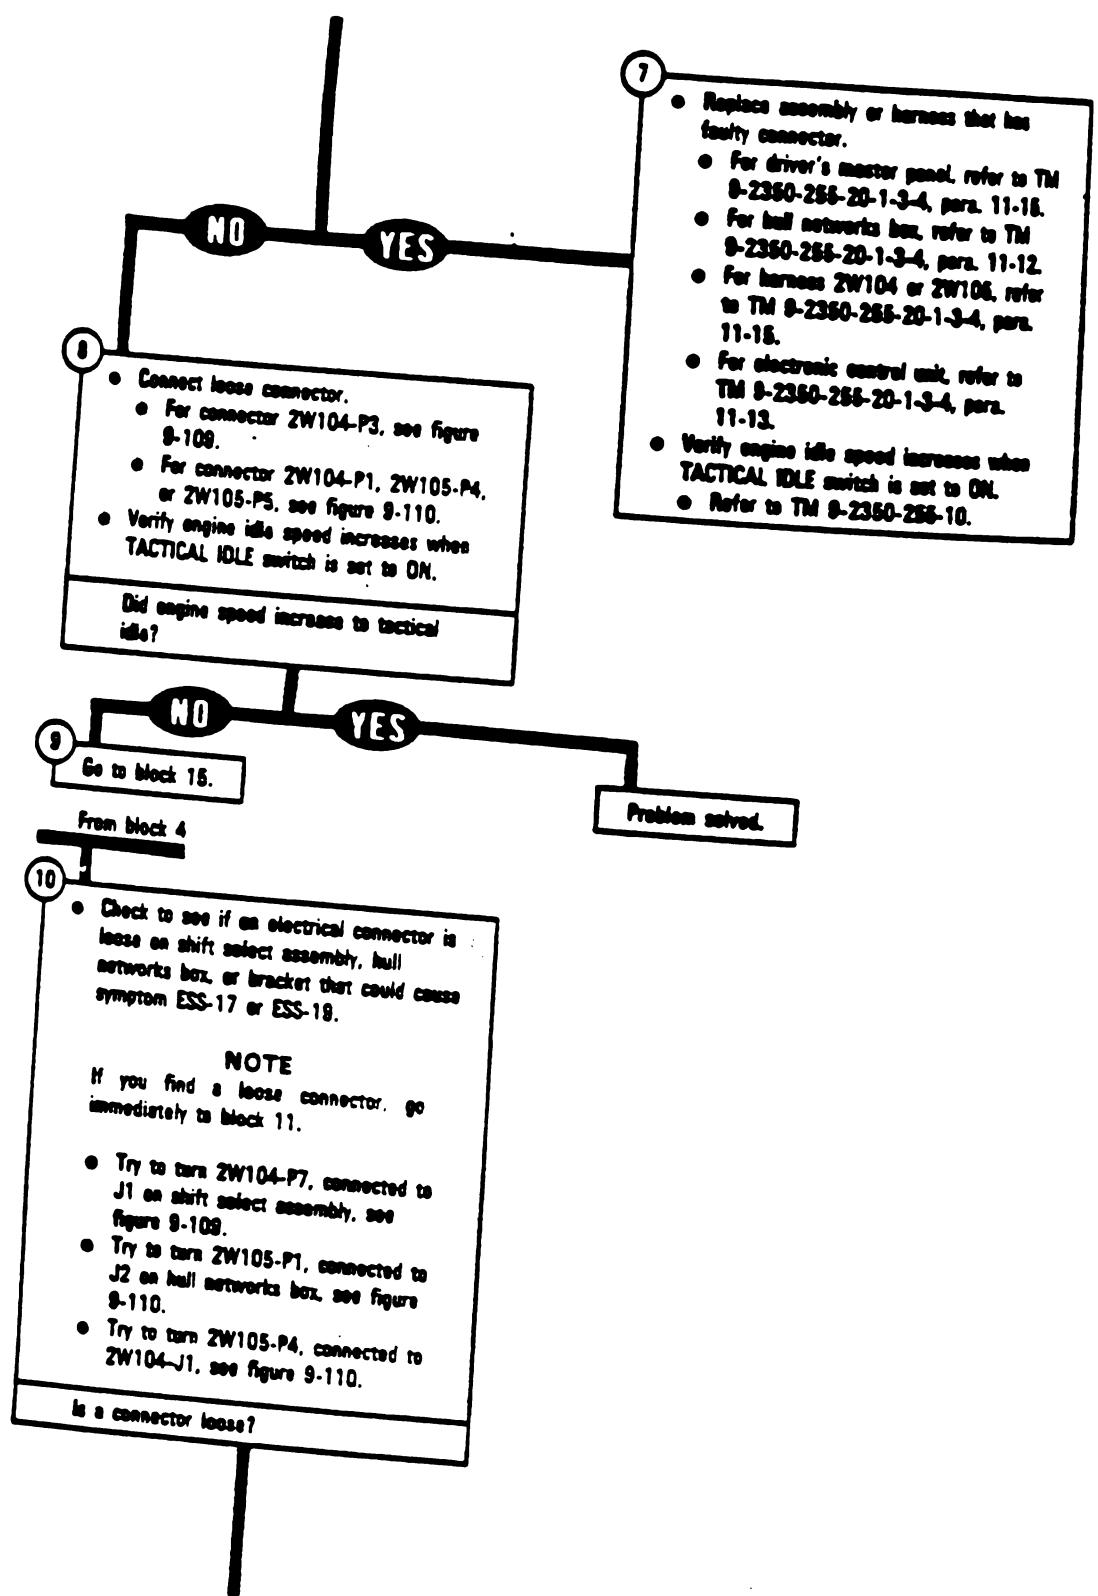 7
● Replace assembly or harness that has
faulty connector.
● For driver's master panel, refer to TM
9-2350-255-20-1-3-4, para. 11-15.
● For hull networks box, refer to TM
9-2350-255-20-1-3-4, para. 11-12.
● For harness 2W104 or 2W105, refer
to TM 9-2350-255-20-1-3-4, para.
11-15.
● For electronic control unit, refer to
TM 9-2350-255-20-1-3-4, para.
11-13.
● Verify engine idle speed increases when
TACTICAL IDLE switch is set to ON.
● Refer to TM 9-2350-255-10.
NO YES
8
● Connect loose connector.
● For connector 2W104-P3, see figure
9-109.
● For connector 2W104-P1, 2W105-P4,
or 2W105-P5, see figure 9-110.
● Verify engine idle speed increases when
TACTICAL IDLE switch is set to ON.
Did engine speed increase to tactical
idle?
NO YES
9
Go to block 15.
Problem solved.
From block 4
10
● Check to see if an electrical connector is
loose on shift select assembly, hull
networks box, or bracket that could cause
symptom ESS-17 or ESS-19.
NOTE
If you find a loose connector, go
immediately to block 11.
● Try to turn 2W104-P7, connected to
J1 on shift select assembly, see
figure 9-109.
● Try to turn 2W105-P1, connected to
J2 on hull networks box, see figure
9-110.
● Try to turn 2W105-P4, connected to
2W104-J1, see figure 9-110.
Is a connector loose?